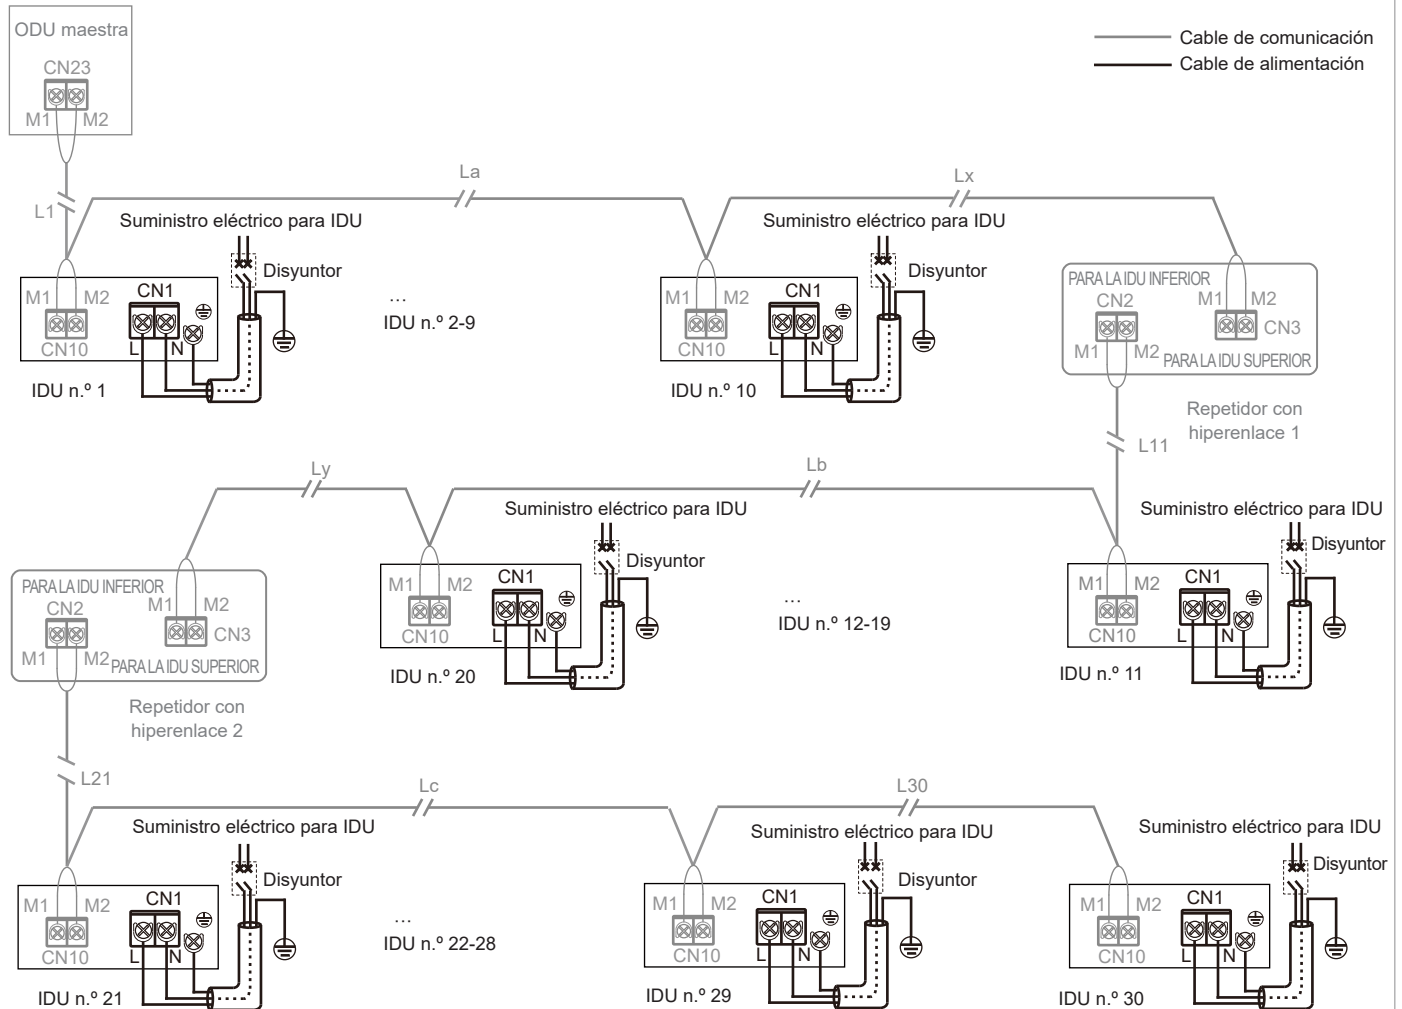 ODU maestra
CN23
M1 M2
Cable de comunicación
Cable de alimentación
L1
La
Lx
Suministro eléctrico para IDU
Disyuntor
M1 M2
CN1
CN10
L N
IDU n.º 1
...
IDU n.º 2-9
Suministro eléctrico para IDU
Disyuntor
M1 M2
CN1
CN10
L N
IDU n.º 10
PARA LA IDU INFERIOR
CN2
M1 M2
CN3
M1 M2
PARA LA IDU SUPERIOR
Repetidor con
hiperenlace 1
L11
Ly
Lb
PARA LA IDU INFERIOR
CN2
M1 M2
CN3
M1 M2
PARA LA IDU SUPERIOR
Repetidor con
hiperenlace 2
Suministro eléctrico para IDU
Disyuntor
M1 M2
CN1
CN10
L N
IDU n.º 20
...
IDU n.º 12-19
Suministro eléctrico para IDU
Disyuntor
M1 M2
CN1
CN10
L N
IDU n.º 11
L21
Lc
L30
Suministro eléctrico para IDU
Disyuntor
M1 M2
CN1
CN10
L N
IDU n.º 21
...
IDU n.º 22-28
Suministro eléctrico para IDU
Disyuntor
M1 M2
CN1
CN10
L N
IDU n.º 29
Suministro eléctrico para IDU
Disyuntor
M1 M2
CN1
CN10
L N
IDU n.º 30